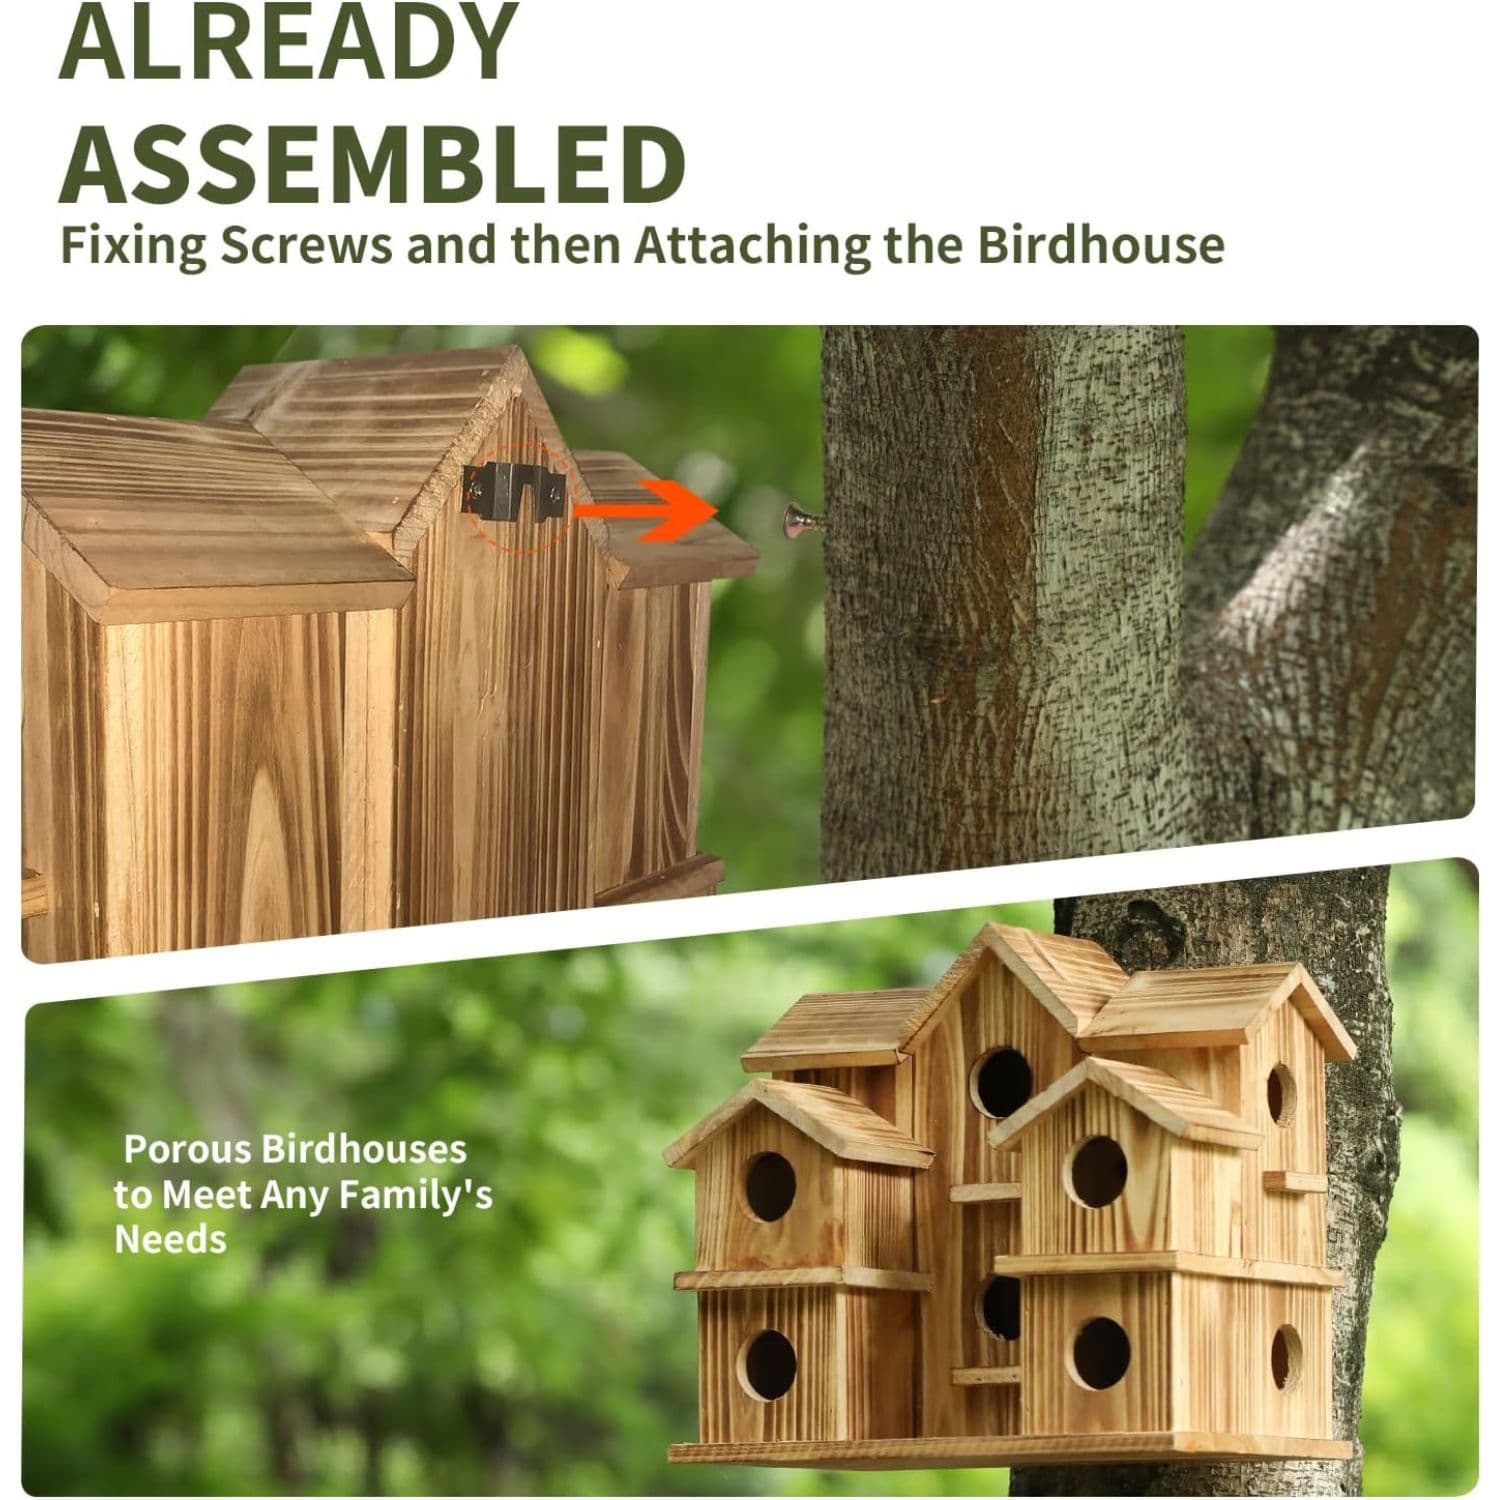 ALREADY
ASSEMBLED
Fixing Screws and then Attaching the Birdhouse
Porous Birdhouses
to Meet Any Family's
Needs